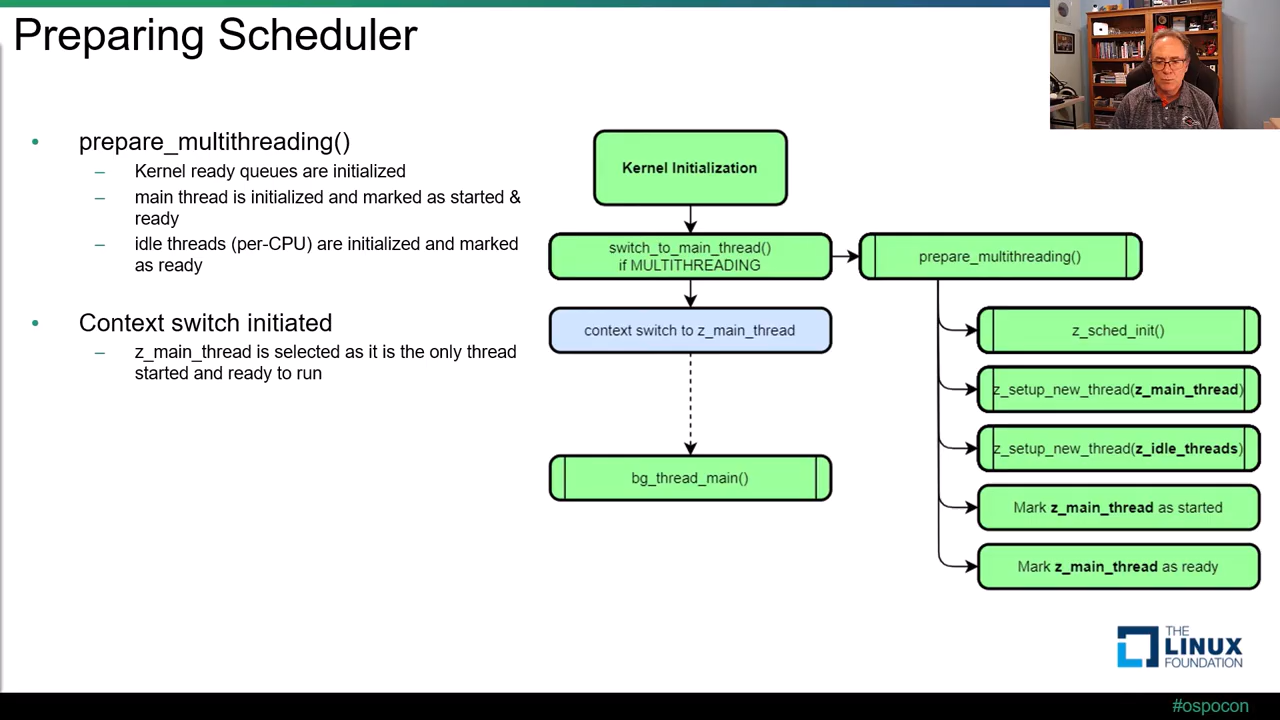 Preparing Scheduler
• prepare_multithreading()
– Kernel ready queues are initialized
– main thread is initialized and marked as started &
ready
– idle threads (per-CPU) are initialized and marked
as ready
• Context switch initiated
– z_main_thread is selected as it is the only thread
started and ready to run
Kernel Initialization
switch_to_main_thread()
if MULTITHREADING
prepare_multithreading()
context switch to z_main_thread
z_sched_init()
z_setup_new_thread(z_main_thread)
z_setup_new_thread(z_idle_threads)
bg_thread_main()
Mark z_main_thread as started
Mark z_main_thread as ready
THE
LINUX
FOUNDATION
#ospocon